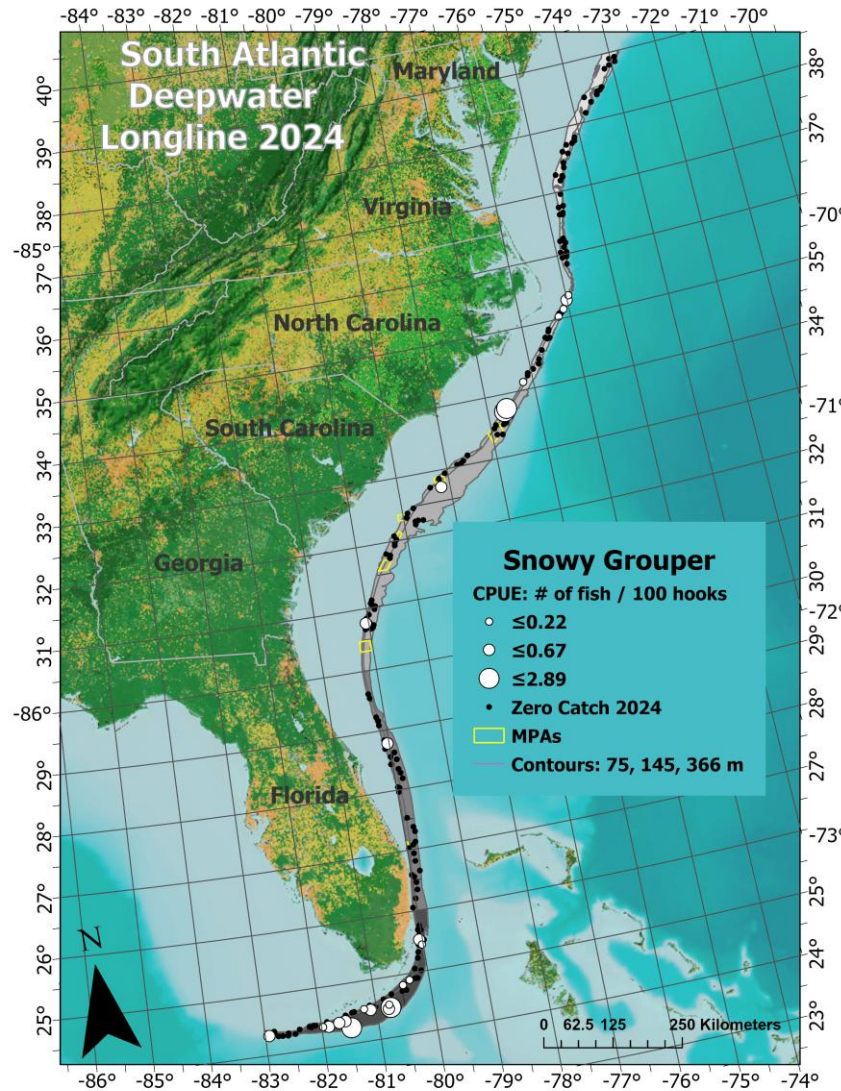 -84° -83° -82° -81° -80° -79° -78° -77° -76° -75° -74° -73° -72° -71° -70°
South Atlantic
Deepwater
Longline 2024
Maryland
Virginia
North Carolina
South Carolina
Georgia
Florida
40°
39°
38°
-85°
37°
36°
35°
34°
33°
32°
31°
-86°
29°
28°
27°
26°
25°
38°
37°
-70°
35°
34°
-71°
32°
31°
30°
-72°
29°
28°
27°
-73°
25°
24°
23°
Snowy Grouper
CPUE: # of fish / 100 hooks
≤0.22
≤0.67
≤2.89
Zero Catch 2024
MPAs
Contours: 75, 145, 366 m
N
0 62.5 125 250 Kilometers
-86° -85° -84° -83° -82° -81° -80° -79° -78° -77° -76° -75° -74°